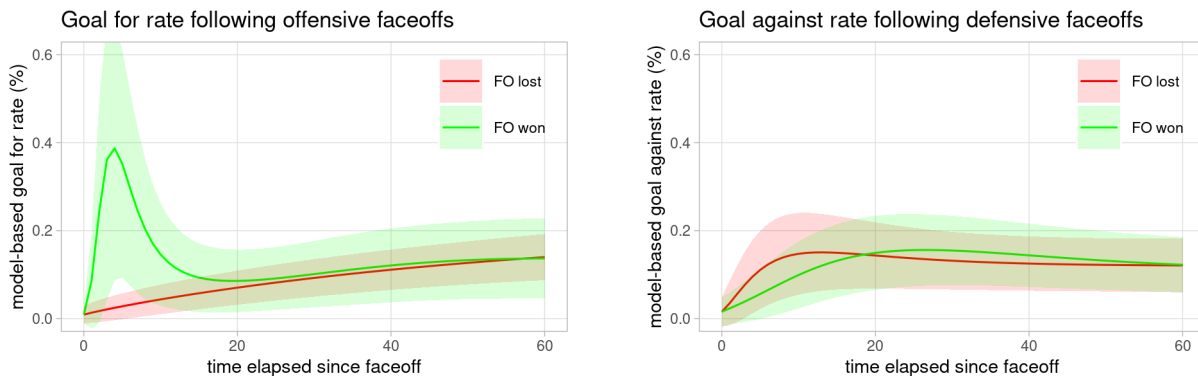 Goal for rate following offensive faceoffs
model-based goal for rate (%)
0.6
0.4
0.2
0.0
FO lost
FO won
0
20
40
60
time elapsed since faceoff
Goal against rate following defensive faceoffs
model-based goal against rate (%)
0.6
0.4
0.2
0.0
FO lost
FO won
0
20
40
60
time elapsed since faceoff